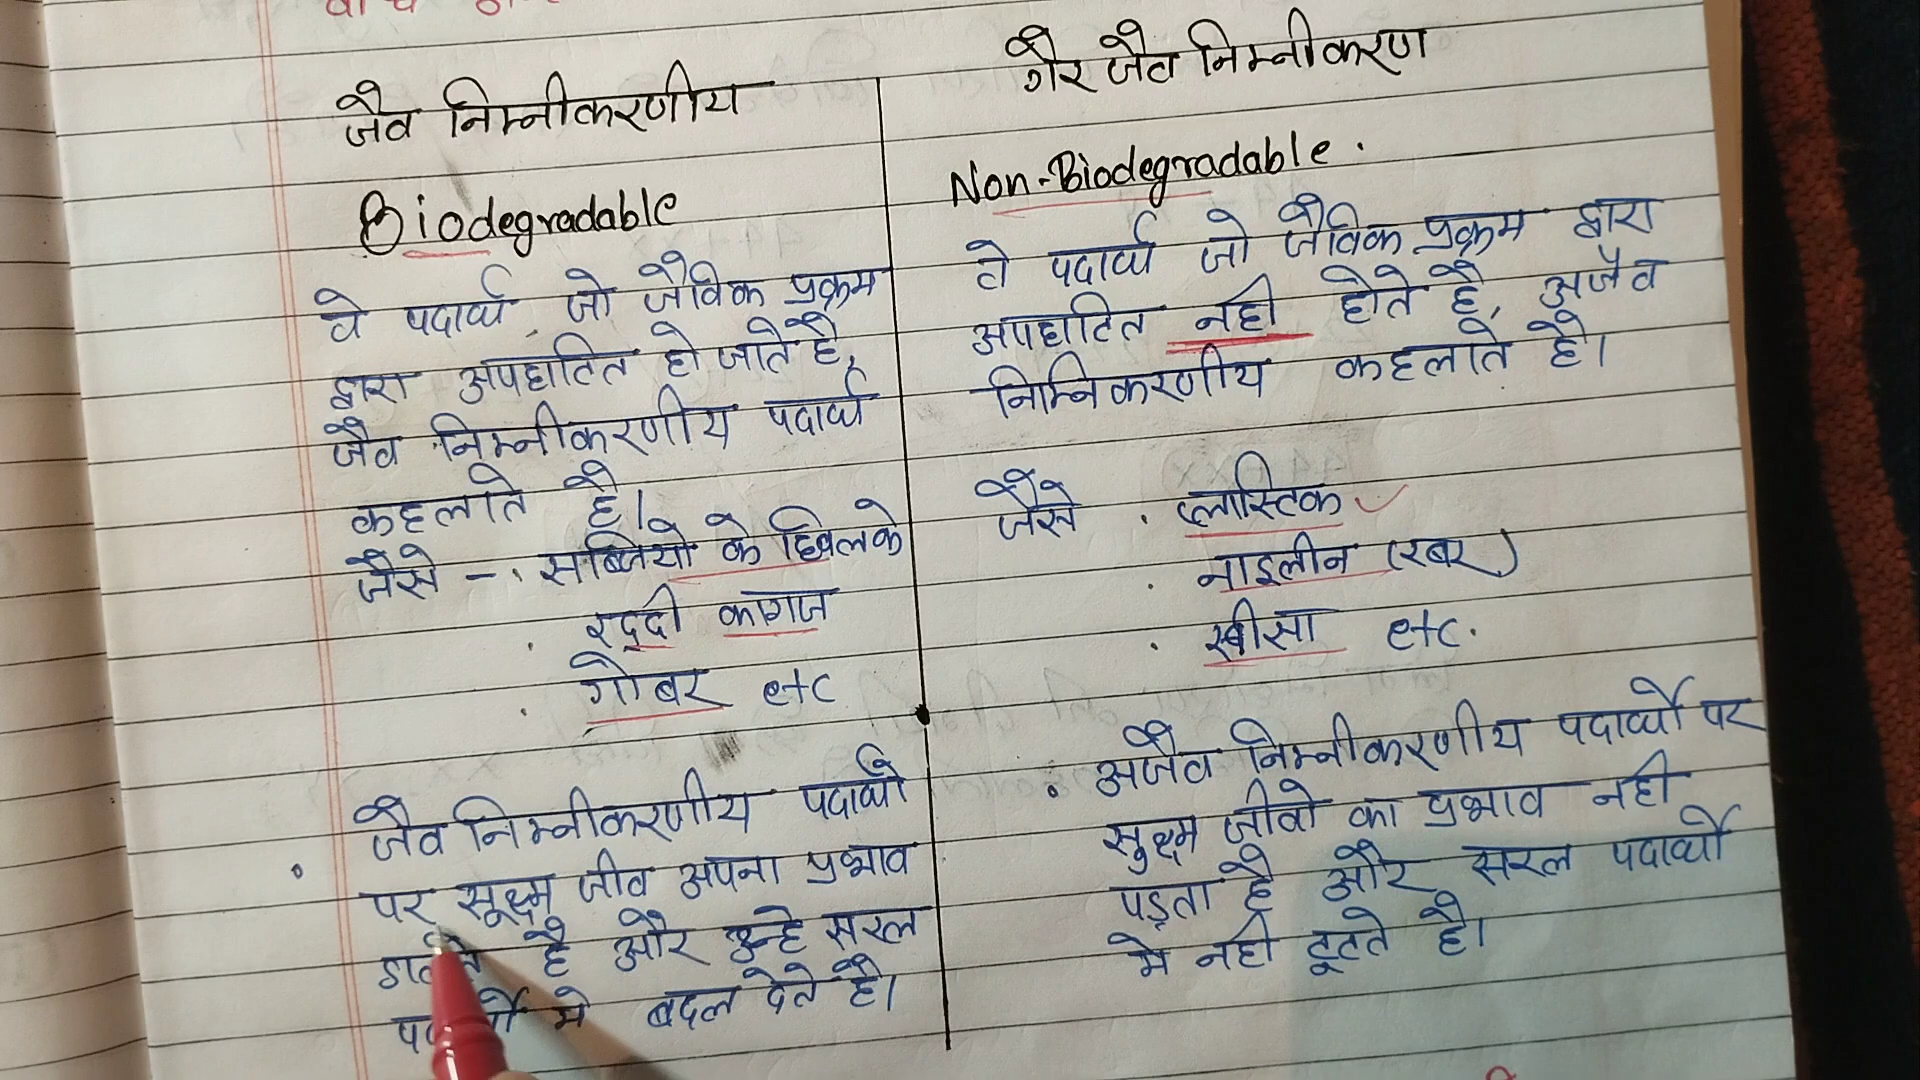 जैव निम्नीकरणीय
Biodegradable
वे पदार्थ, जो जैविक प्रक्रम
द्वारा अपघटित हो जाते है,
जैव निम्नीकरणीय पदार्थ
कहलाते है।
जैसे - सब्जियो के छिलके
रद्दी कागज
गोबर etc
जैव निम्नीकरणीय पदार्थो
पर सूक्ष्म जीव अपना प्रभाव
है और उन्हे सरल
मे बदल देते है।
गैर जैव निम्नीकरण
Non-Biodegradable.
वे पदार्थ जो जैविक प्रक्रम द्वारा
अपघाटित नही होते है, अजैव
निम्निकरणीय कहलाते है।
जैसे . प्लास्टिक
. नाइलोन (रबर)
. शीसा etc.
. अजैव निम्नीकरणीय पदार्थो पर
सुक्ष्म जीवो का प्रभाव नही
पड़ता है और सरल पदार्थो
मे नही टूटते है।